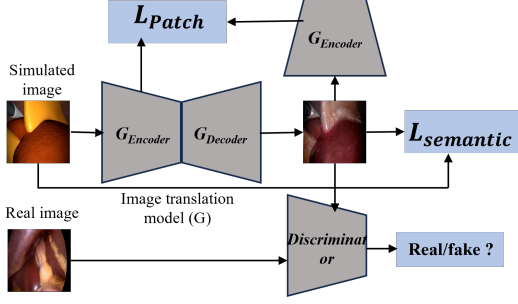 L_Patch
G_Encoder
Simulated
image
G_Encoder
G_Decoder
L_semantic
Image translation
model (G)
Real image
Discriminat
or
Real/fake ?